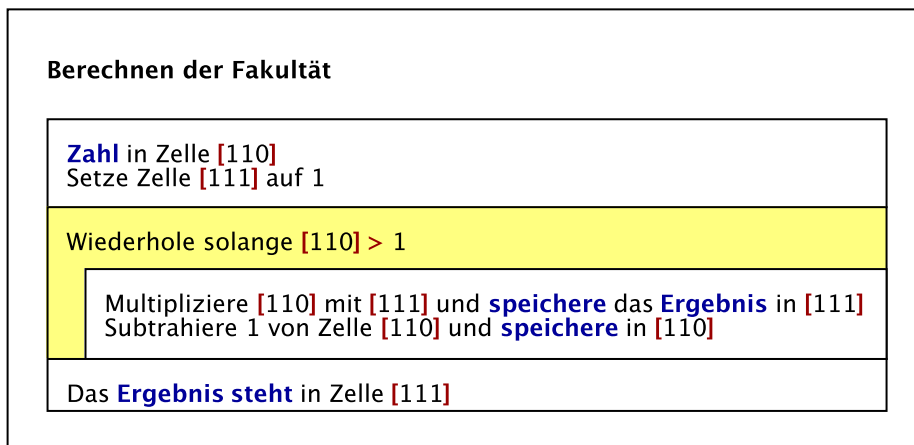 Berechnen der Fakultät
Zahl in Zelle [110]
Setze Zelle [111] auf 1
Wiederhole solange [110] > 1
Multipliziere [110] mit [111] und speichere das Ergebnis in [111]
Subtrahiere 1 von Zelle [110] und speichere in [110]
Das Ergebnis steht in Zelle [111]